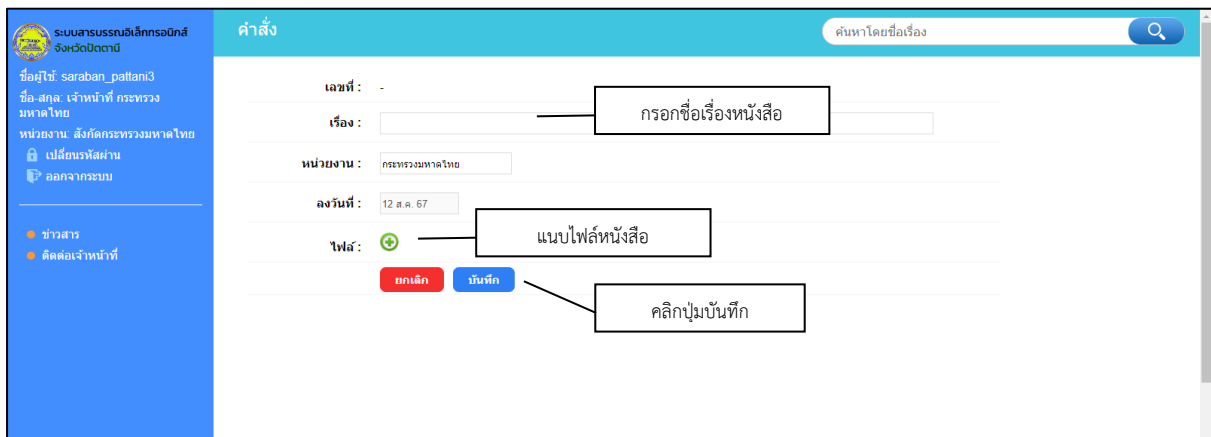 ระบบสารบรรณอิเล็กทรอนิกส์
จังหวัดปัตตานี
คำสั่ง
ค้นหาโดยชื่อเรื่อง
ชื่อผู้ใช้: saraban_pattani3
ชื่อ-สกุล: เจ้าหน้าที่ กระทรวง
มหาดไทย
หน่วยงาน: สังกัดกระทรวงมหาดไทย
เปลี่ยนรหัสผ่าน
ออกจากระบบ
ข่าวสาร
ติดต่อเจ้าหน้าที่
เลขที่ : -
เรื่อง :
กรอกชื่อเรื่องหนังสือ
หน่วยงาน : กระทรวงมหาดไทย
ลงวันที่ : 12 ส.ค. 67
ไฟล์ :
แนบไฟล์หนังสือ
ยกเลิก บันทึก
คลิกปุ่มบันทึก